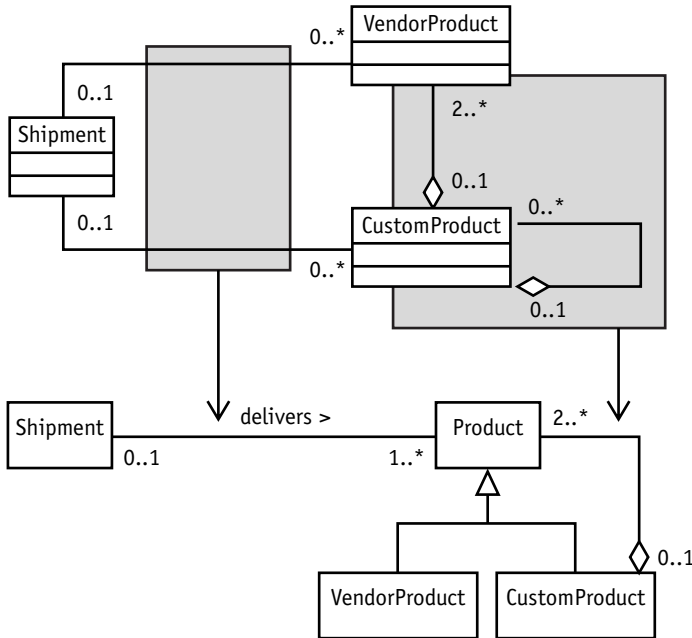 VendorProduct
0..*
0..1
2..*
Shipment
0..1
0..1
0..*
CustomProduct
0..*
0..1
delivers >
2..*
Shipment
Product
0..1
1..*
0..1
VendorProduct
CustomProduct